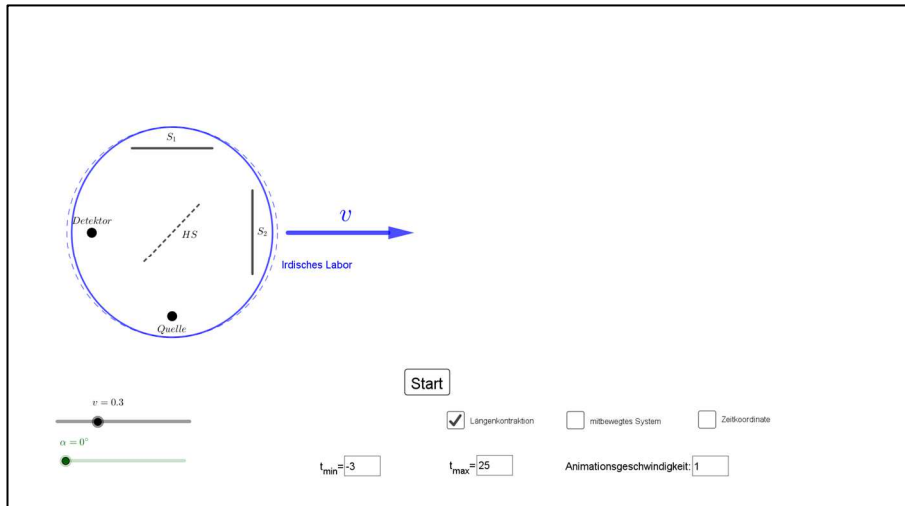 S₁
Detektor
HS
S₂
v
Irdisches Labor
Quelle
Start
v = 0.3
Längenkontraktion
mitbewegtes System
Zeitkoordinate
α = 0°
tmin= -3
tmax= 25
Animationsgeschwindigkeit: 1